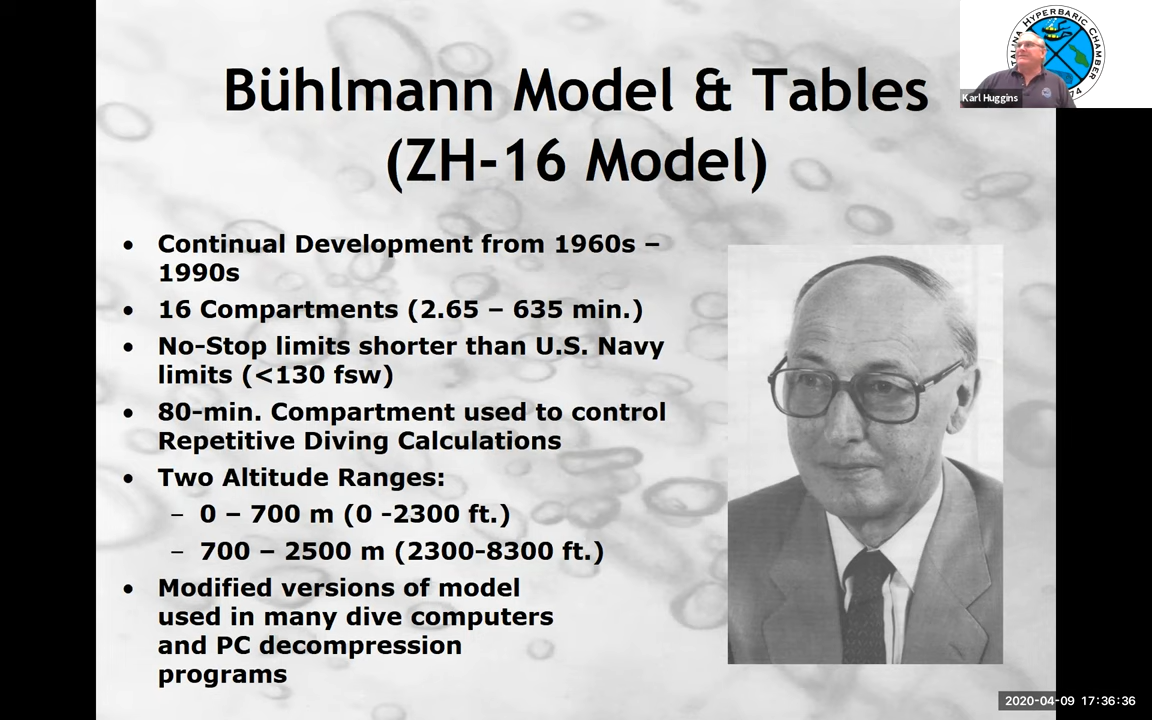 Bühlmann Model & Tables
(ZH-16 Model)
CATALINA HYPERBARIC CHAMBER
74
Karl Huggins
• Continual Development from 1960s –
1990s
• 16 Compartments (2.65 – 635 min.)
• No-Stop limits shorter than U.S. Navy
limits (<130 fsw)
• 80-min. Compartment used to control
Repetitive Diving Calculations
• Two Altitude Ranges:
– 0 – 700 m (0 -2300 ft.)
– 700 – 2500 m (2300-8300 ft.)
• Modified versions of model
used in many dive computers
and PC decompression
programs
2020-04-09 17:36:36